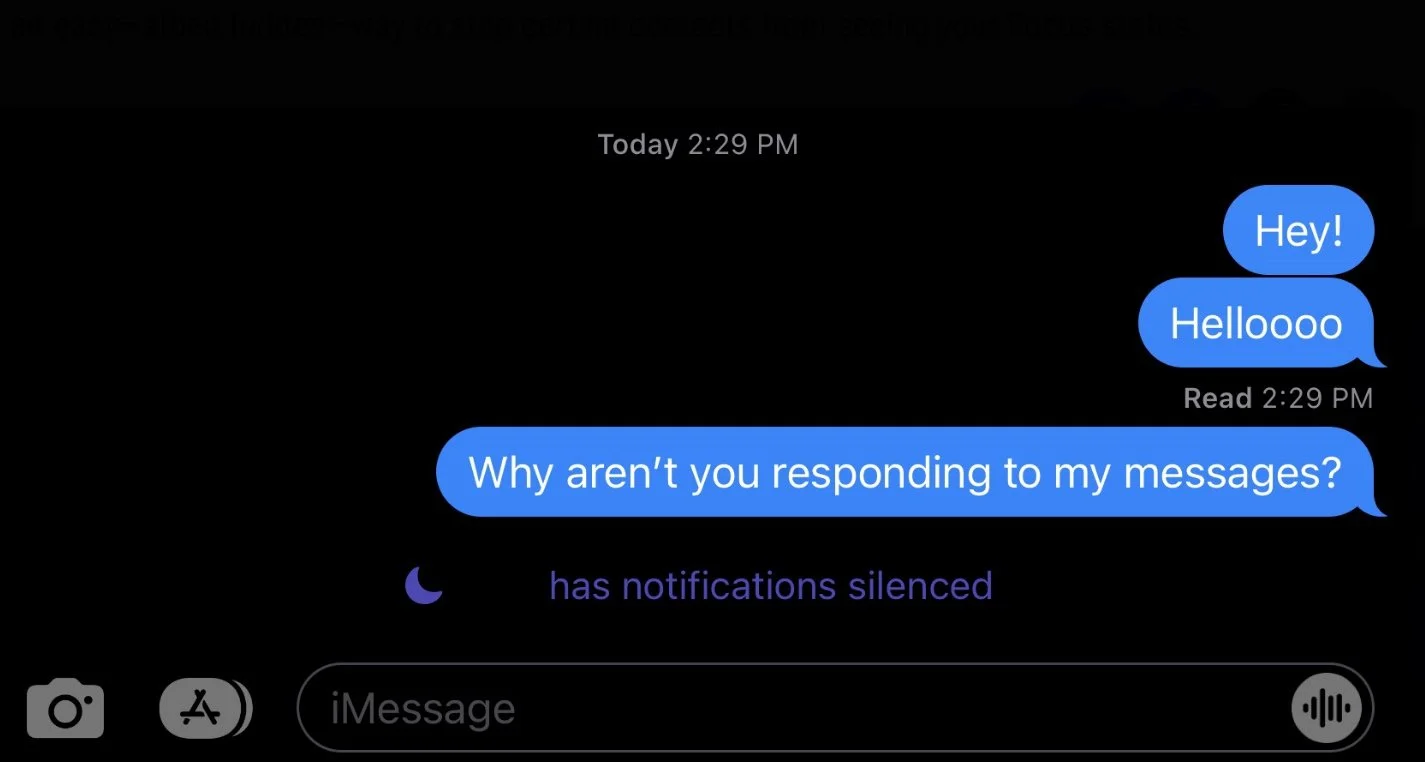 Today 2:29 PM
Hey!
Helloooo
Read 2:29 PM
Why aren’t you responding to my messages?
has notifications silenced
iMessage